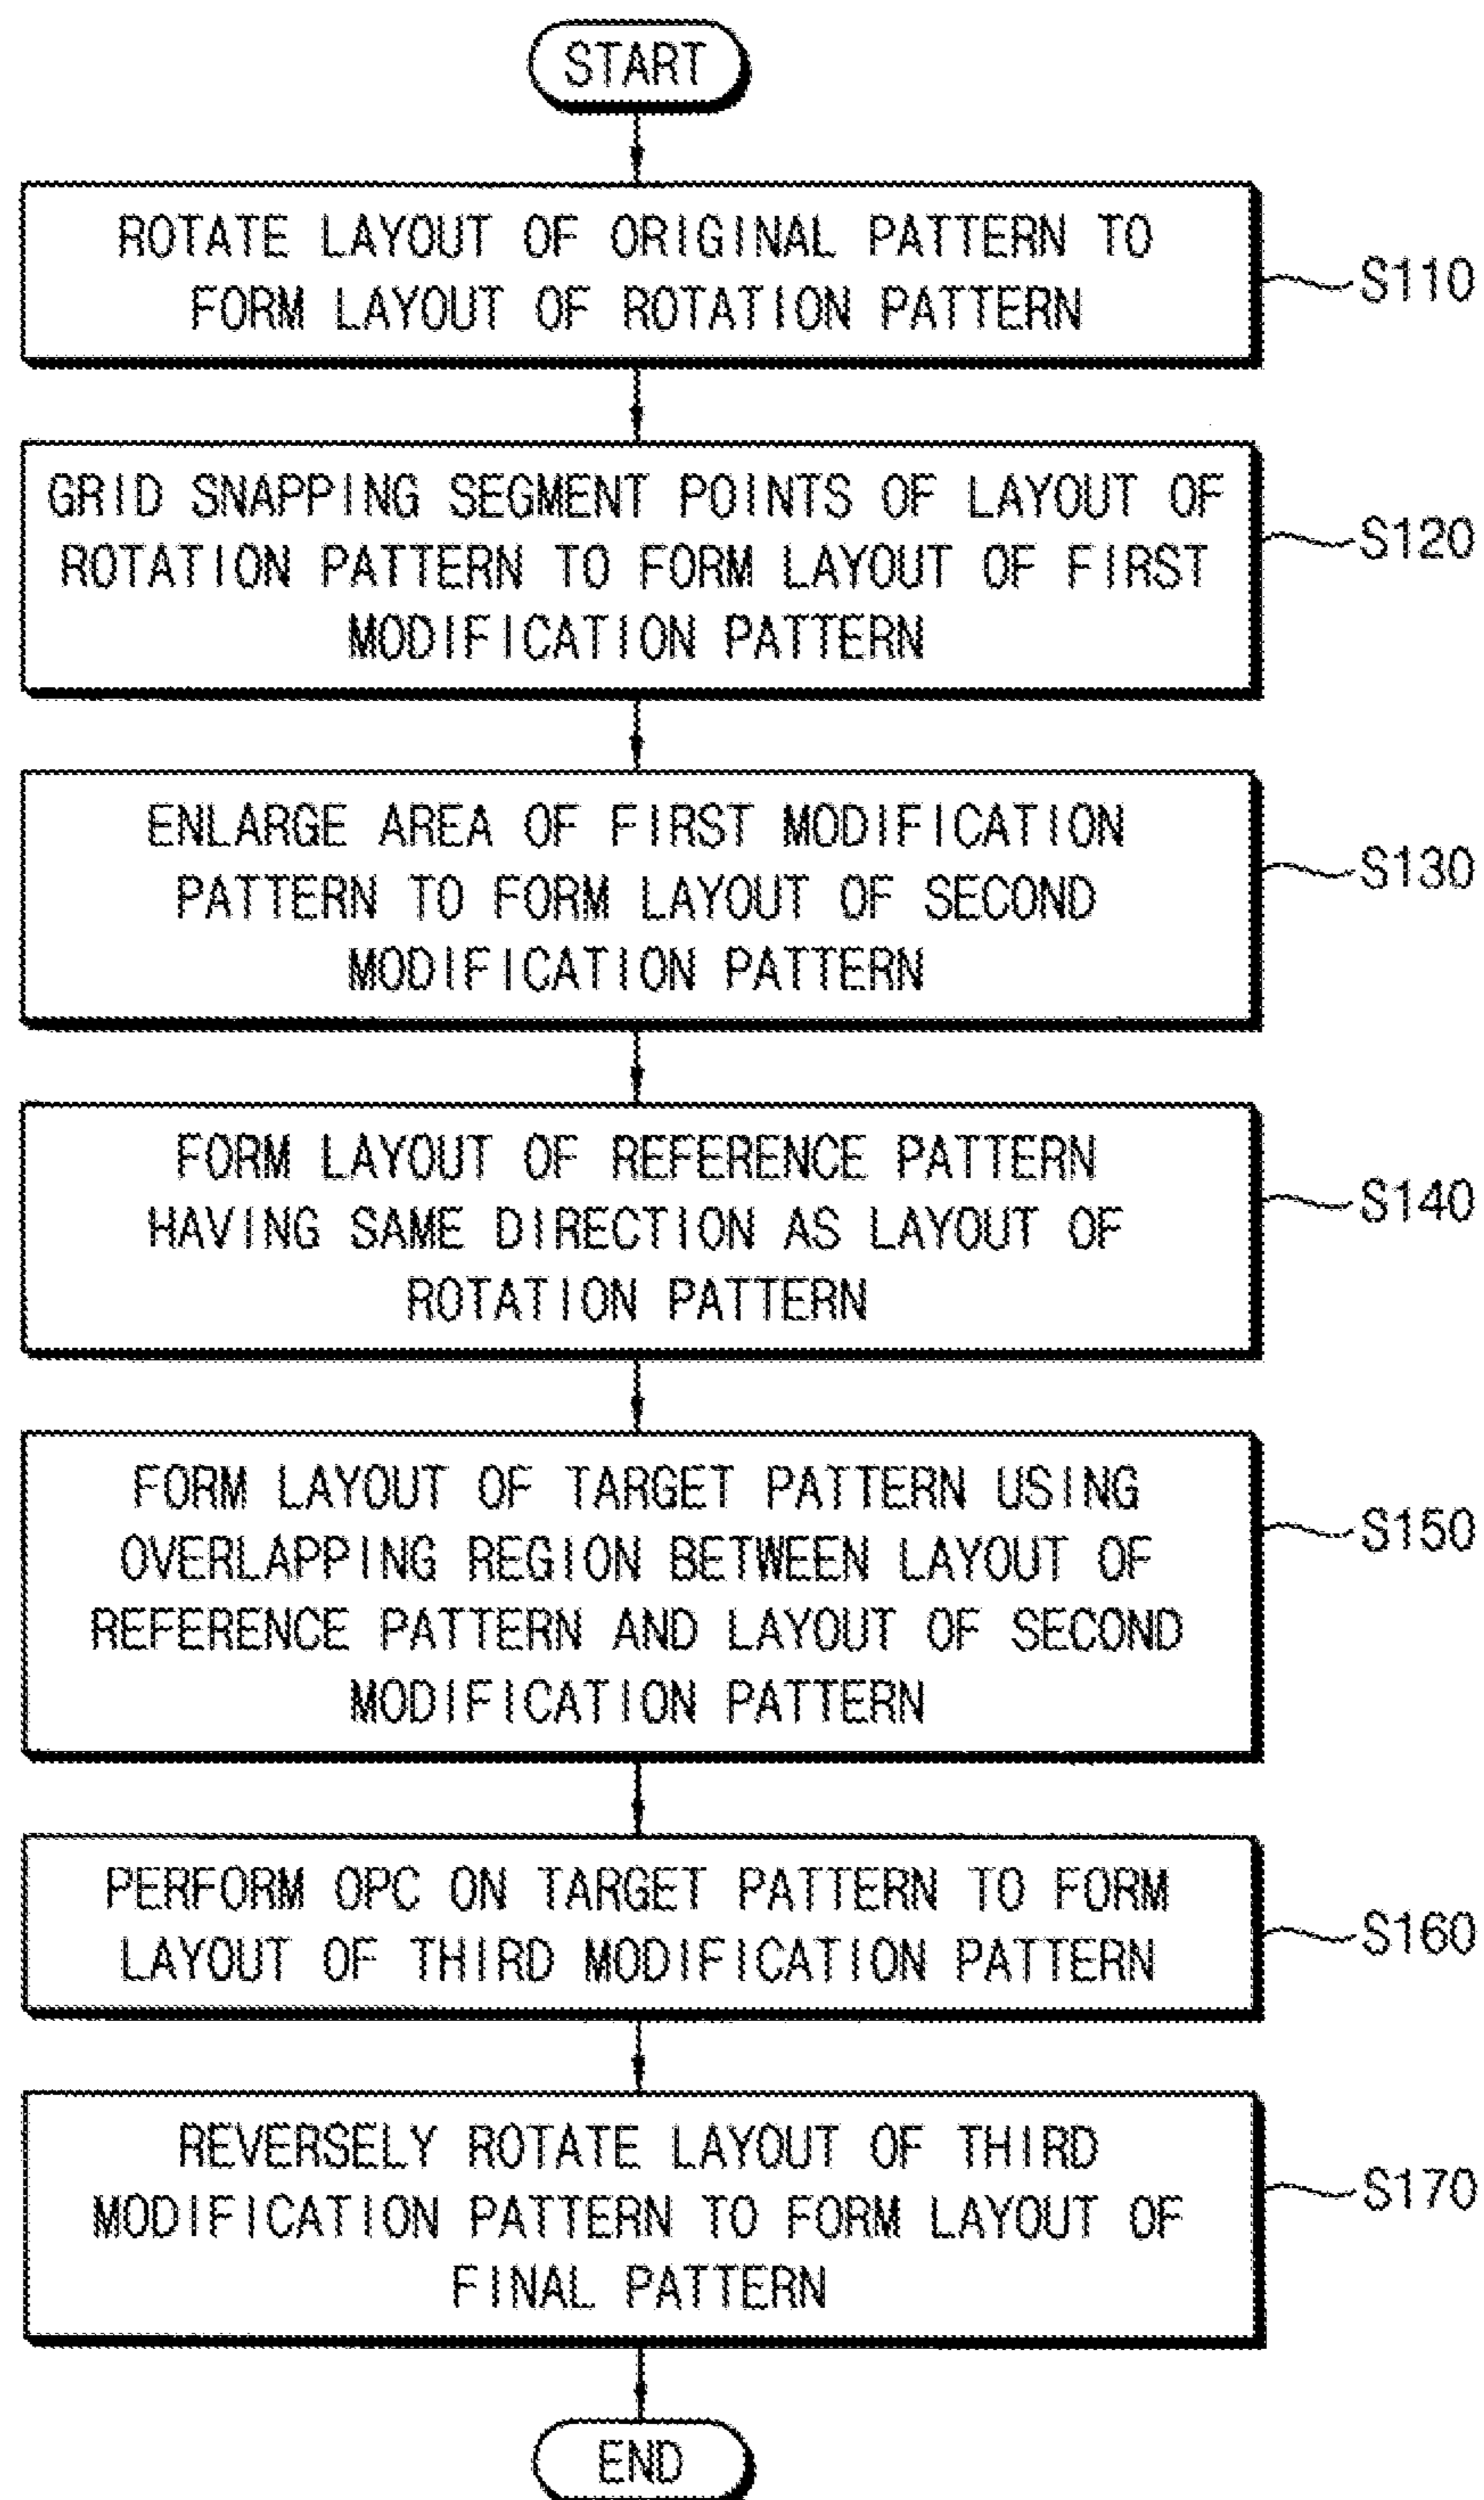 START
ROTATE LAYOUT OF ORIGINAL PATTERN TO
FORM LAYOUT OF ROTATION PATTERN
S110
GRID SNAPPING SEGMENT POINTS OF LAYOUT OF
ROTATION PATTERN TO FORM LAYOUT OF FIRST
MODIFICATION PATTERN
S120
ENLARGE AREA OF FIRST MODIFICATION
PATTERN TO FORM LAYOUT OF SECOND
MODIFICATION PATTERN
S130
FORM LAYOUT OF REFERENCE PATTERN
HAVING SAME DIRECTION AS LAYOUT OF
ROTATION PATTERN
S140
FORM LAYOUT OF TARGET PATTERN USING
OVERLAPPING REGION BETWEEN LAYOUT OF
REFERENCE PATTERN AND LAYOUT OF SECOND
MODIFICATION PATTERN
S150
PERFORM OPC ON TARGET PATTERN TO FORM
LAYOUT OF THIRD MODIFICATION PATTERN
S160
REVERSELY ROTATE LAYOUT OF THIRD
MODIFICATION PATTERN TO FORM LAYOUT OF
FINAL PATTERN
S170
END